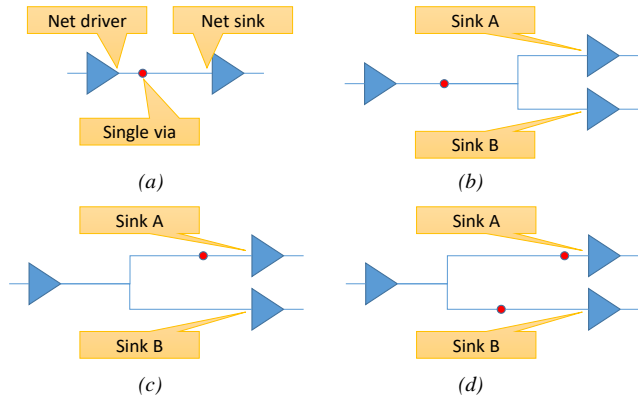 Net driver
Net sink
Single via
(a)
Sink A
Sink B
(b)
Sink A
Sink B
(c)
Sink A
Sink B
(d)